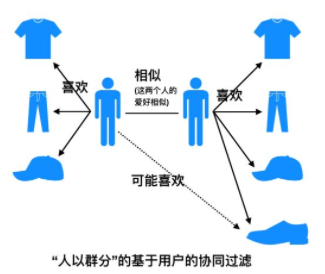 喜欢
相似
(这两个人的
爱好相似)
喜欢
可能喜欢
“人以群分”的基于用户的协同过滤